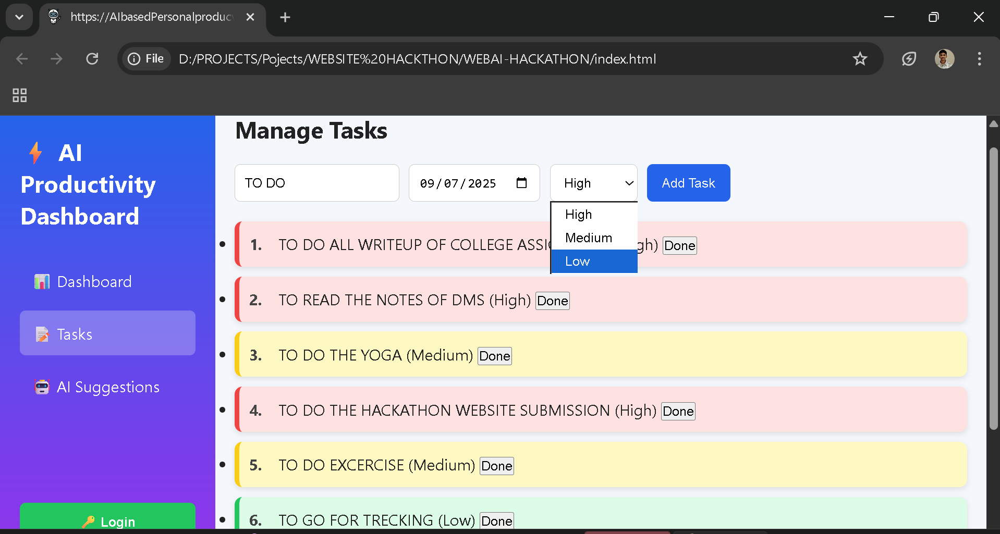 https://AIbasedPersonalproduc
File D:/PROJECTS/Pojects/WEBSITE%20HACKTHON/WEBAI-HACKATHON/index.html
AI
Productivity
Dashboard
Dashboard
Tasks
AI Suggestions
Login
Manage Tasks
TO DO 09/07/2025 High Add Task
High
Medium
Low
1. TO DO ALL WRITEUP OF COLLEGE Done
2. TO READ THE NOTES OF DMS (High) Done
3. TO DO THE YOGA (Medium) Done
4. TO DO THE HACKATHON WEBSITE SUBMISSION (High) Done
5. TO DO EXCERCISE (Medium) Done
6. TO GO FOR TRECKING (Low) Done